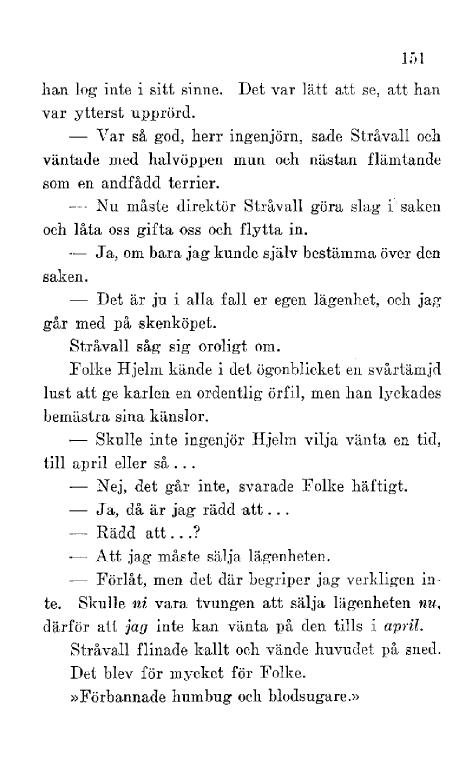 151
han log inte i sitt sinne. Det var lätt att se, att han
var ytterst upprörd.
— Var så god, herr ingenjörn, sade Stråvall och
väntade med halvöppen mun och nästan flämtande
som en andfådd terrier.
— Nu måste direktör Stråvall göra slag i saken
och låta oss gifta oss och flytta in.
— Ja, om bara jag kunde själv bestämma över den
saken.
— Det är ju i alla fall er egen lägenhet, och jag
går med på skenköpet.
Stråvall såg sig oroligt om.
Folke Hjelm kände i det ögonblicket en svårtämjd
lust att ge karlen en ordentlig örfil, men han lyckades
bemästra sina känslor.
— Skulle inte ingenjör Hjelm vilja vänta en tid,
till april eller så...
— Nej, det går inte, svarade Folke häftigt.
— Ja, då är jag rädd att...
— Rädd att...?
— Att jag måste sälja lägenheten.
— Förlåt, men det där begriper jag verkligen in-
te. Skulle ni vara tvungen att sälja lägenheten nu,
därför att jag inte kan vänta på den tills i april.
Stråvall flinade kallt och vände huvudet på sned.
Det blev för mycket för Folke.
»Förbannade humbug och blodsugare.»